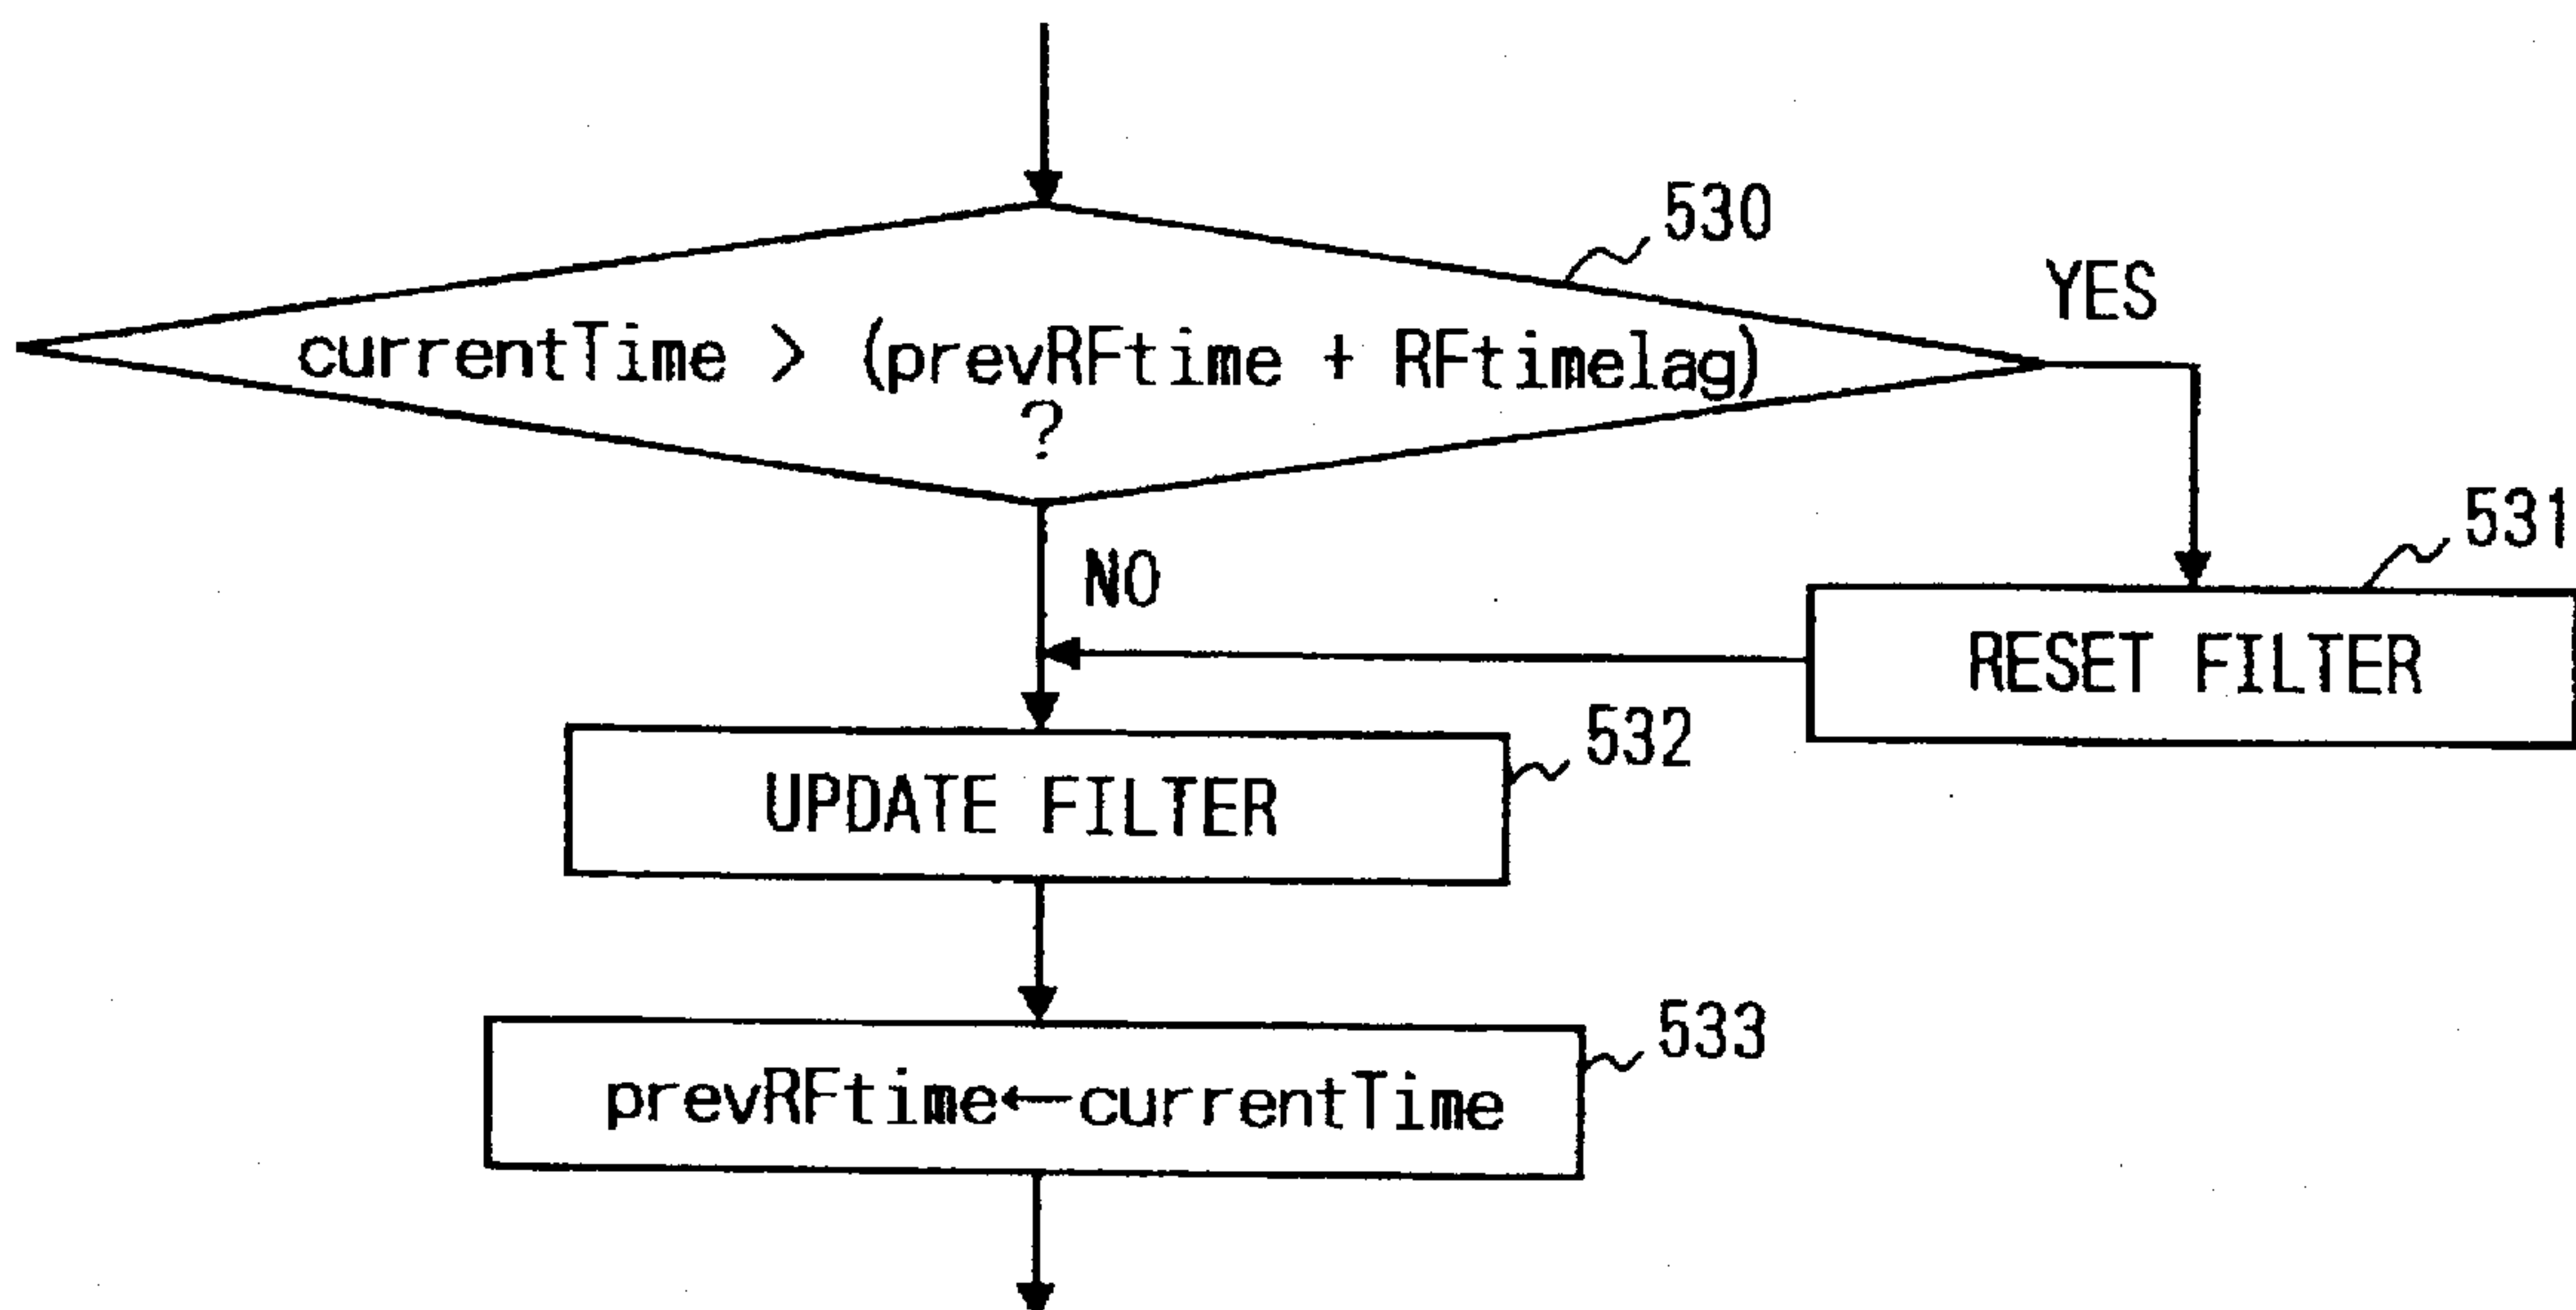 530
YES
currentTime > (prevRFtime + RFtimelag)
?
531
NO
RESET FILTER
532
UPDATE FILTER
533
prevRFtime←currentTime